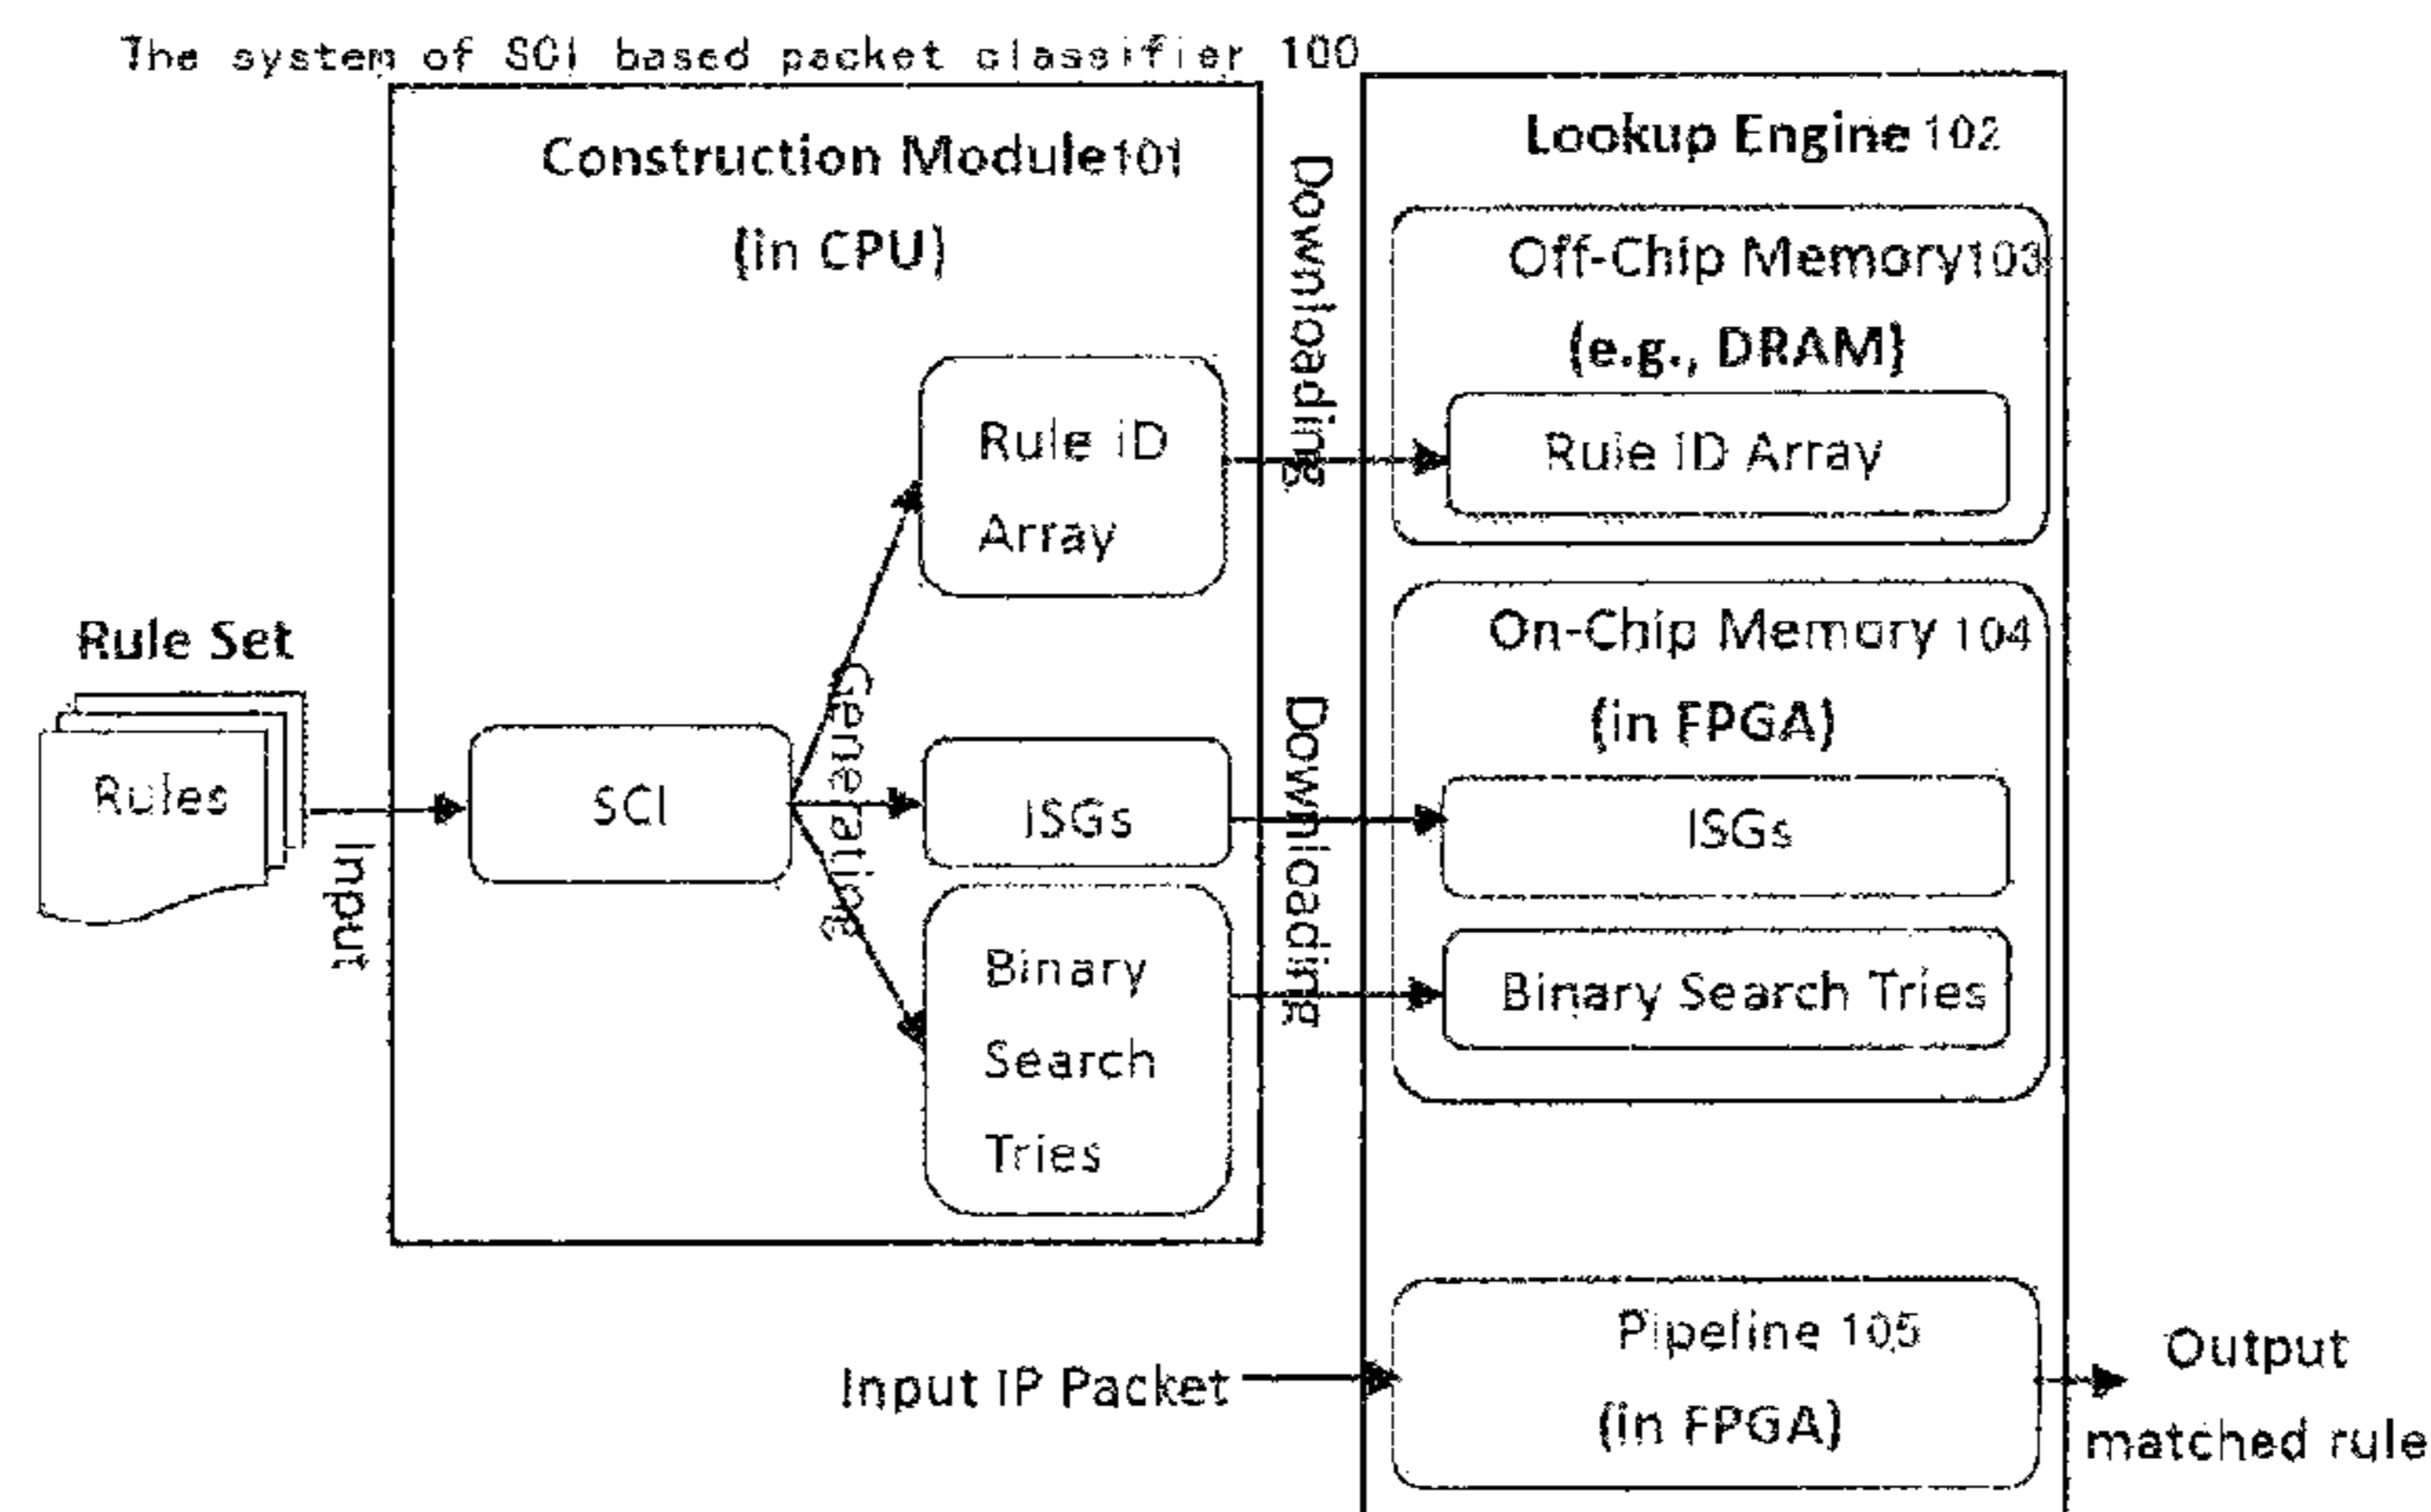 The system of SCI based packet classifier 100
Construction Module101
(in CPU)
Rule ID
Array
Rule Set
Rules
Input
SCI
Generating
ISGs
Binary
Search
Tries
Downloading
Downloading
Lookup Engine 102
Off-Chip Memory103
(e.g., DRAM)
Rule ID Array
On-Chip Memory 104
(in FPGA)
ISGs
Binary Search Tries
Input IP Packet
Pipeline 105
(in FPGA)
Output
matched rule